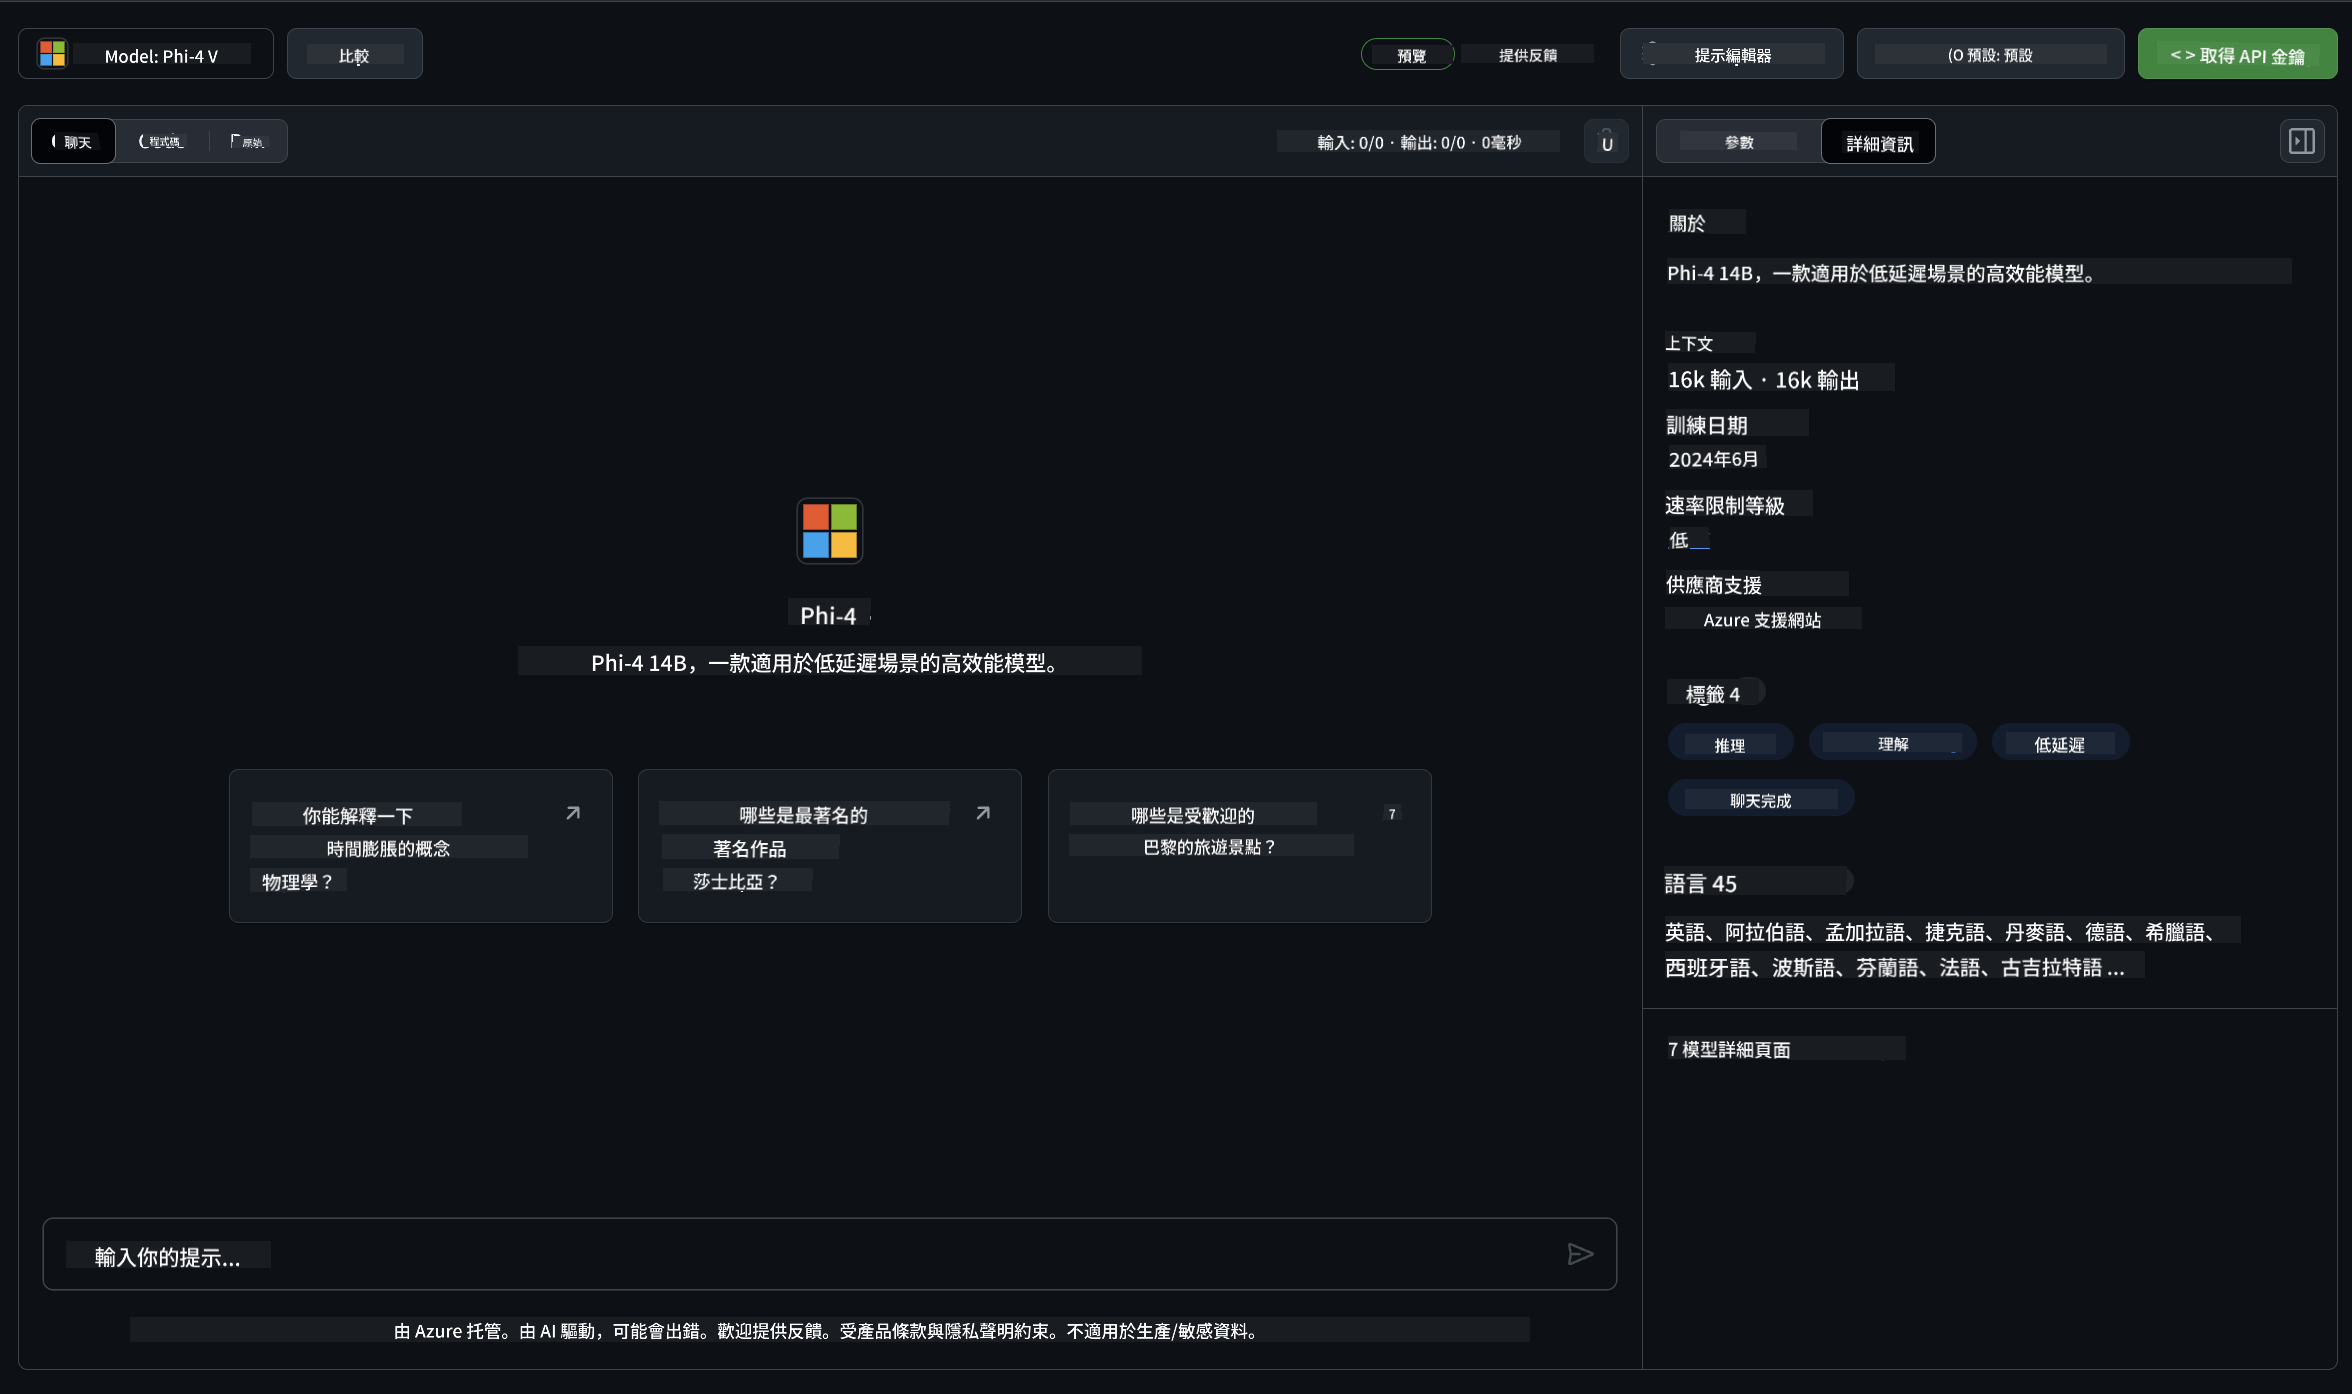 Model: Phi-4 V
比較
預覽
提供反饋
提示編輯器
(O 預設: 預設
< > 取得 API 金鑰
聊天
程式碼
原始
輸入: 0/0 · 輸出: 0/0 · 0毫秒
U
參數
詳細資訊
Phi-4
Phi-4 14B，一款適用於低延遲場景的高效能模型。
你能解釋一下
時間膨脹的概念
物理學？
哪些是最著名的
著名作品
莎士比亞？
哪些是受歡迎的
7
巴黎的旅遊景點？
輸入你的提示...
由 Azure 托管。由 AI 驅動，可能會出錯。歡迎提供反饋。受產品條款與隱私聲明約束。不適用於生產/敏感資料。
關於
Phi-4 14B，一款適用於低延遲場景的高效能模型。
上下文
16k 輸入 · 16k 輸出
訓練日期
2024年6月
速率限制等級
低
供應商支援
Azure 支援網站
標籤 4
推理
理解
低延遲
聊天完成
語言 45
英語、阿拉伯語、孟加拉語、捷克語、丹麥語、德語、希臘語、
西班牙語、波斯語、芬蘭語、法語、古吉拉特語 ...
7 模型詳細頁面